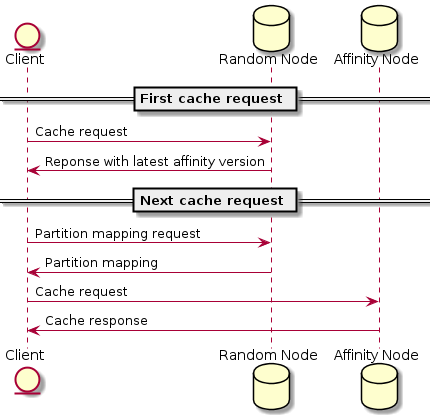 Client Random Node Affinity Node
First cache request
Cache request
Reponse with latest affinity version
Next cache request
Partition mapping request
Partition mapping
Cache request
Cache response
Client Random Node Affinity Node